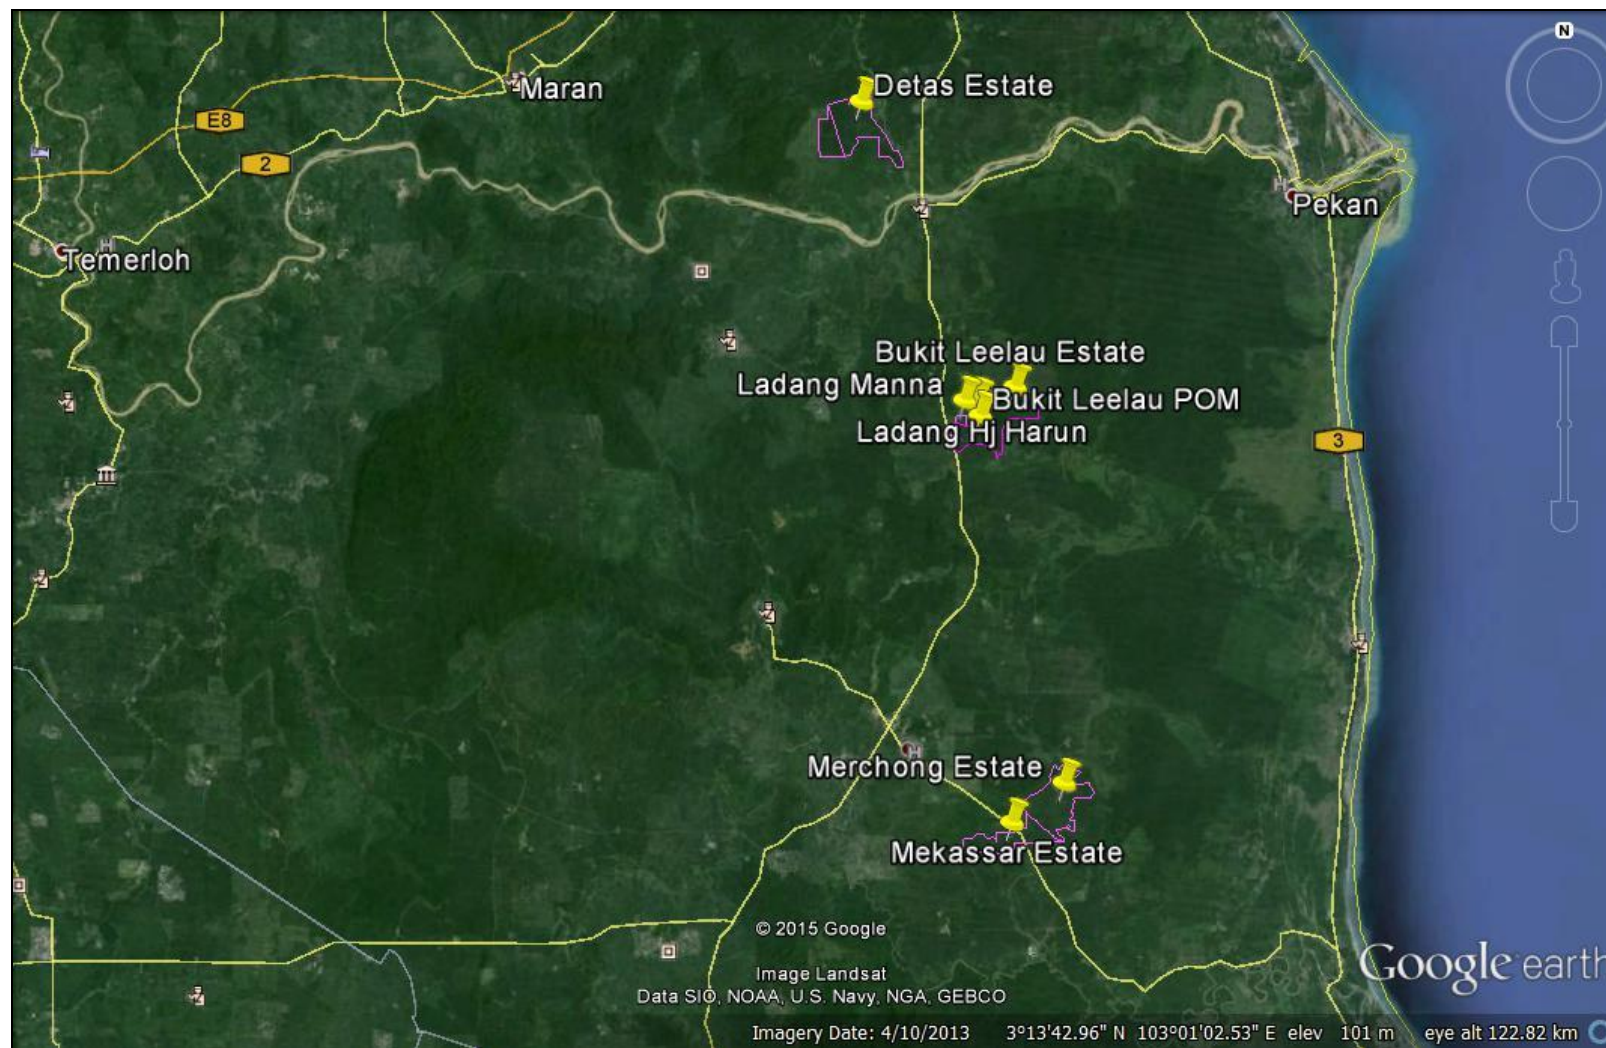 N
Maran
Detas Estate
E8
2
Pekan
Temerloh
H
H
Bukit Leelau Estate
Ladang Manna
Bukit Leelau POM
Ladang Hj Harun
3
H
Merchong Estate
Mekassar Estate
© 2015 Google
Image Landsat
Data SIO, NOAA, U.S. Navy, NGA, GEBCO
Google earth
Imagery Date: 4/10/2013 3°13'42.96" N 103°01'02.53" E elev 101 m eye alt 122.82 km